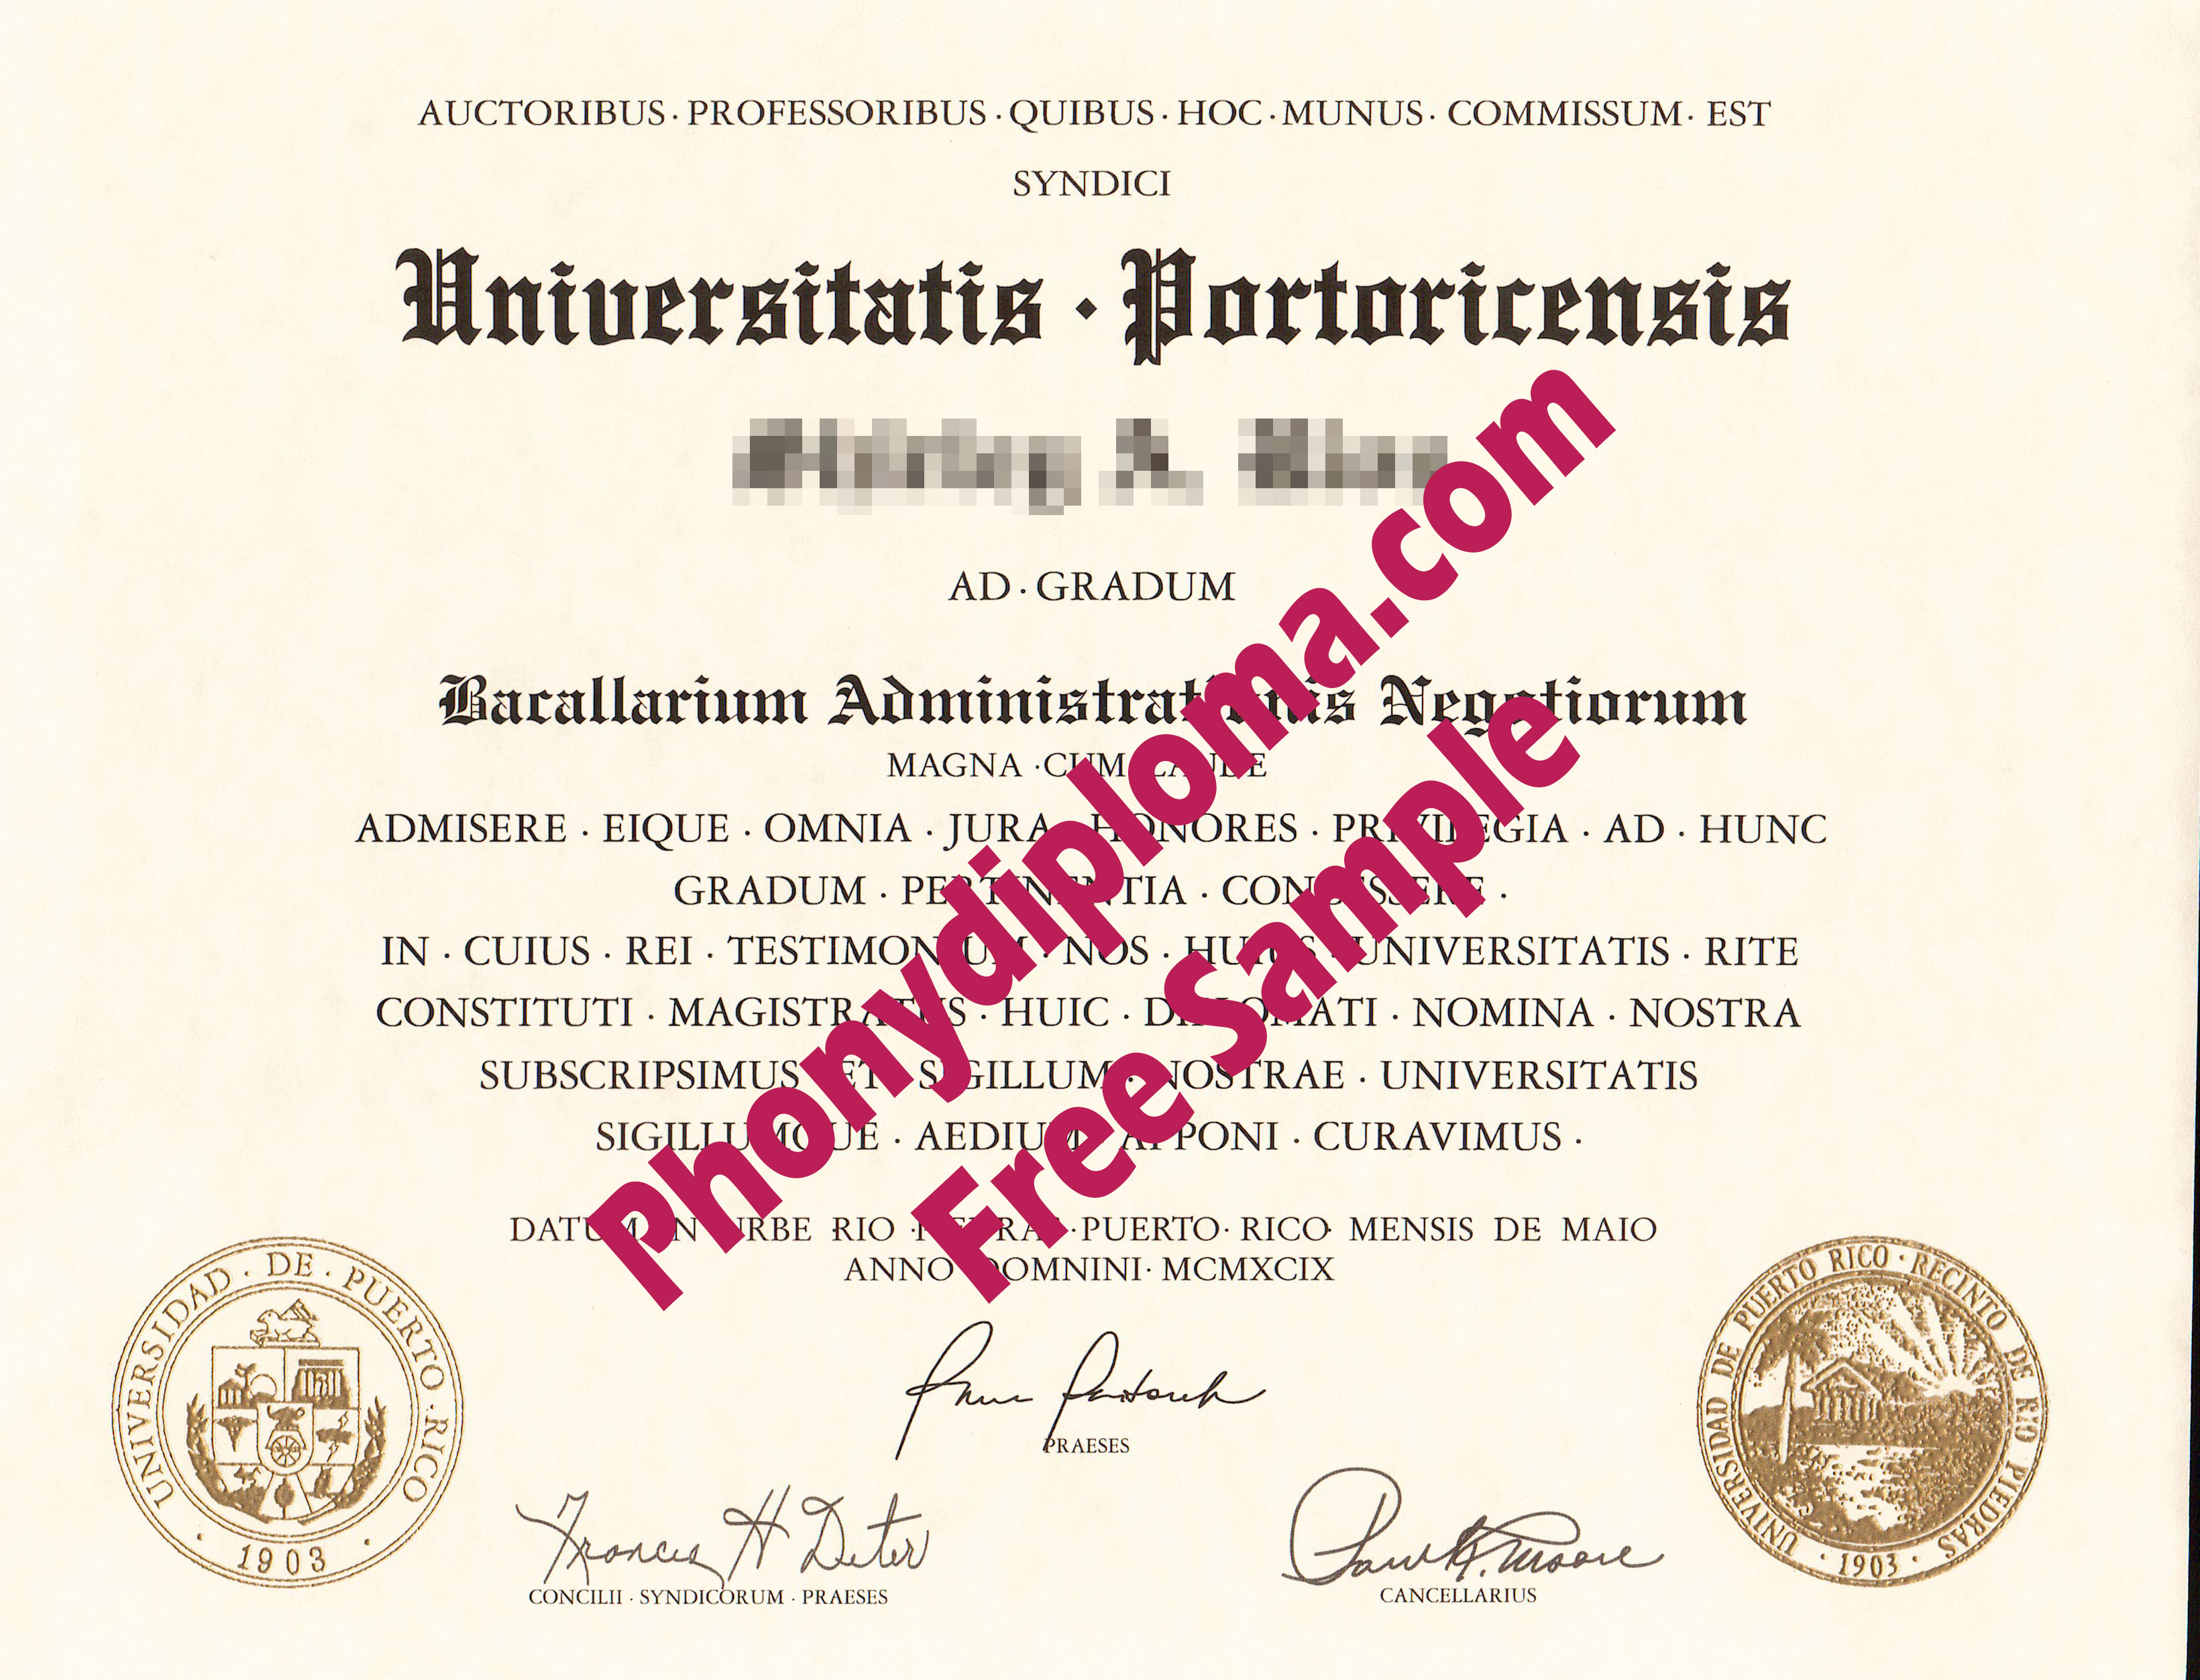 AUCTORIBUS · PROFESSORIBUS · QUIBUS · HOC · MUNUS · COMMISSUM · EST
SYNDICI
Universitatis · Portoricensis
AD · GRADUM
Bacallarium Administrationis Negotiorum
MAGNA · CUM LAUDE
ADMISERE · EIQUE · OMNIA · JURA · HONORES · PRIVILEGIA · AD · HUNC
GRADUM · PERTINENTIA · CONCESSERE ·
IN · CUIUS · REI · TESTIMONIUM · NOS · HUIUS · UNIVERSITATIS · RITE
CONSTITUTI · MAGISTRATUS · HUIC · DIPLOMATI · NOMINA · NOSTRA
SUBSCRIPSIMUS · ET · SIGILLUM · NOSTRAE · UNIVERSITATIS
SIGILLUMQUE · AEDIUM · APPONI · CURAVIMUS ·
DATUM · IN · URBE RIO · PIEDRAS · PUERTO · RICO · MENSIS DE MAIO
ANNO · DOMNINI · MCMXCIX
Phonydiploma.com
Free Sample
PRAESES
Francis H Deter
CONCILII · SYNDICORUM · PRAESES
Paul H. Moore
CANCELLARIUS
UNIVERSIDAD · DE · PUERTO · RICO
· 1903 ·
UNIVERSIDAD DE PUERTO RICO · RECINTO DE RIO PIEDRAS
· 1903 ·